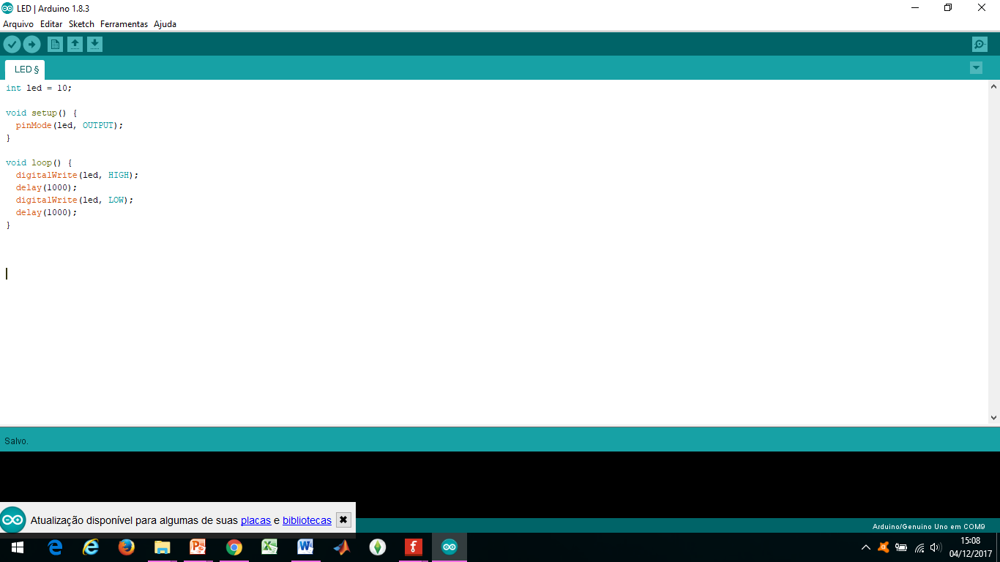 LED | Arduino 1.8.3
Arquivo Editar Sketch Ferramentas Ajuda
LED §
int led = 10;
void setup() {
  pinMode(led, OUTPUT);
}
void loop() {
  digitalWrite(led, HIGH);
  delay(1000);
  digitalWrite(led, LOW);
  delay(1000);
}
Salvo.
Atualização disponível para algumas de suas placas e bibliotecas
Arduino/Genuino Uno em COM9
15:08
04/12/2017